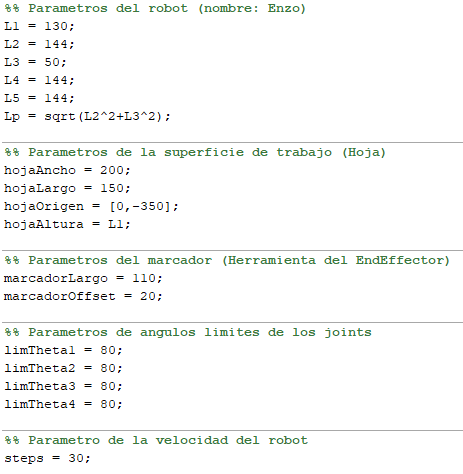 %% Parametros del robot (nombre: Enzo)
L1 = 130;
L2 = 144;
L3 = 50;
L4 = 144;
L5 = 144;
Lp = sqrt(L2^2+L3^2);
%% Parametros de la superficie de trabajo (Hoja)
hojaAncho = 200;
hojaLargo = 150;
hojaOrigen = [0,-350];
hojaAltura = L1;
%% Parametros del marcador (Herramienta del EndEffector)
marcadorLargo = 110;
marcadorOffset = 20;
%% Parametros de angulos limites de los joints
limTheta1 = 80;
limTheta2 = 80;
limTheta3 = 80;
limTheta4 = 80;
%% Parametro de la velocidad del robot
steps = 30;